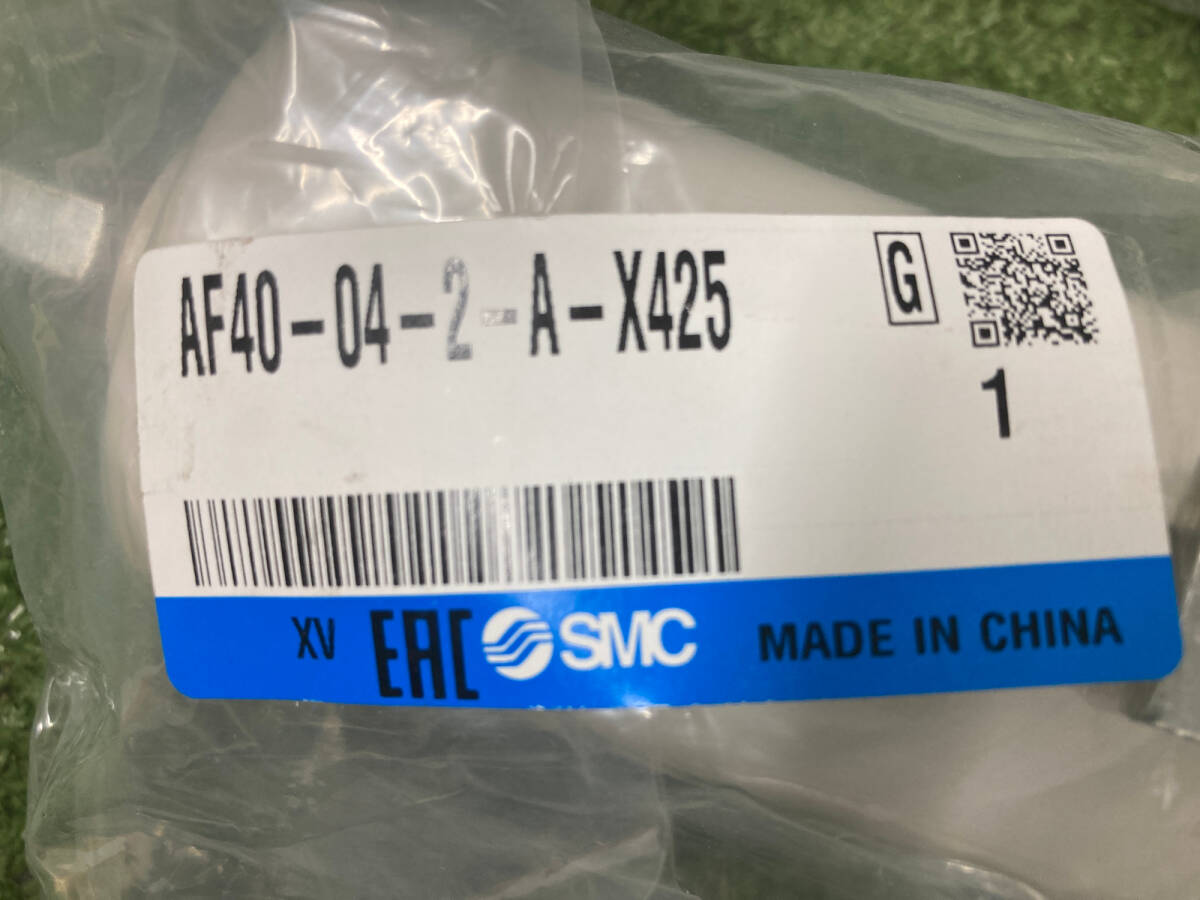 AF40-04-2-A-X425
G
1
XV EAC SMC MADE IN CHINA